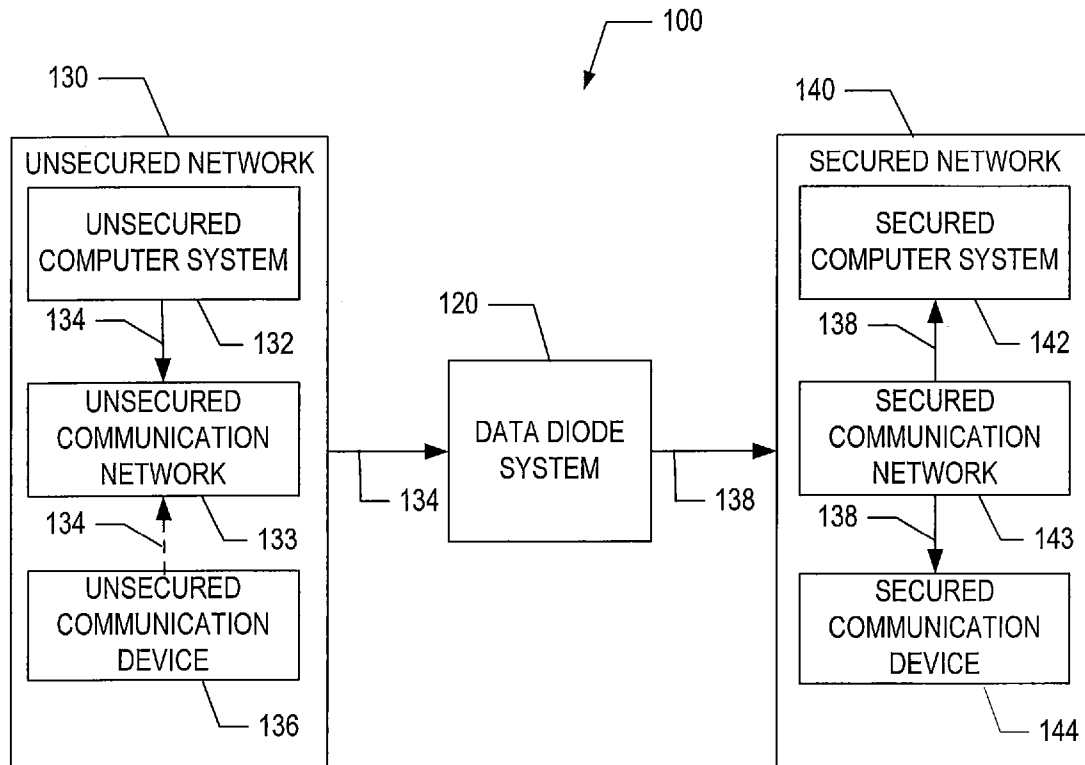 100
130
140
UNSECURED NETWORK
UNSECURED
COMPUTER SYSTEM
134
132
UNSECURED
COMMUNICATION
NETWORK
134
133
UNSECURED
COMMUNICATION
DEVICE
136
120
DATA DIODE
SYSTEM
134
138
SECURED NETWORK
SECURED
COMPUTER SYSTEM
138
142
SECURED
COMMUNICATION
NETWORK
138
143
SECURED
COMMUNICATION
DEVICE
144